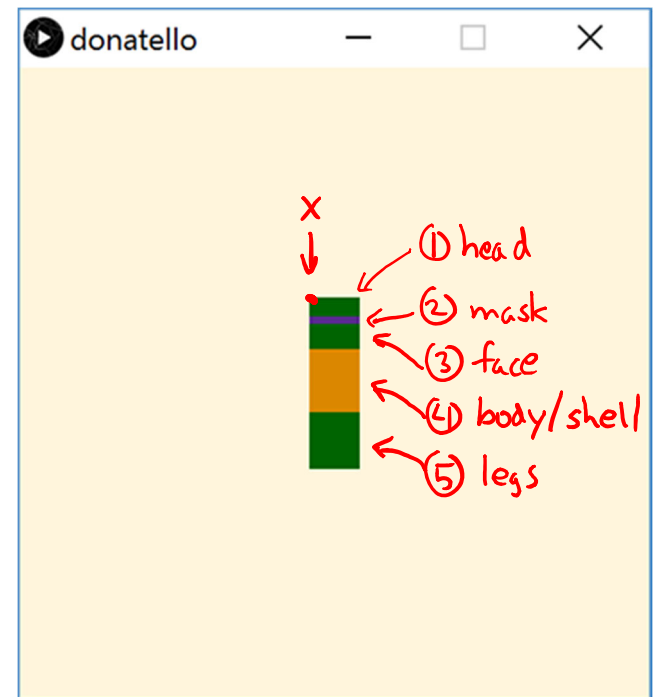 donatello
X
① head
② mask
③ face
④ body/shell
⑤ legs